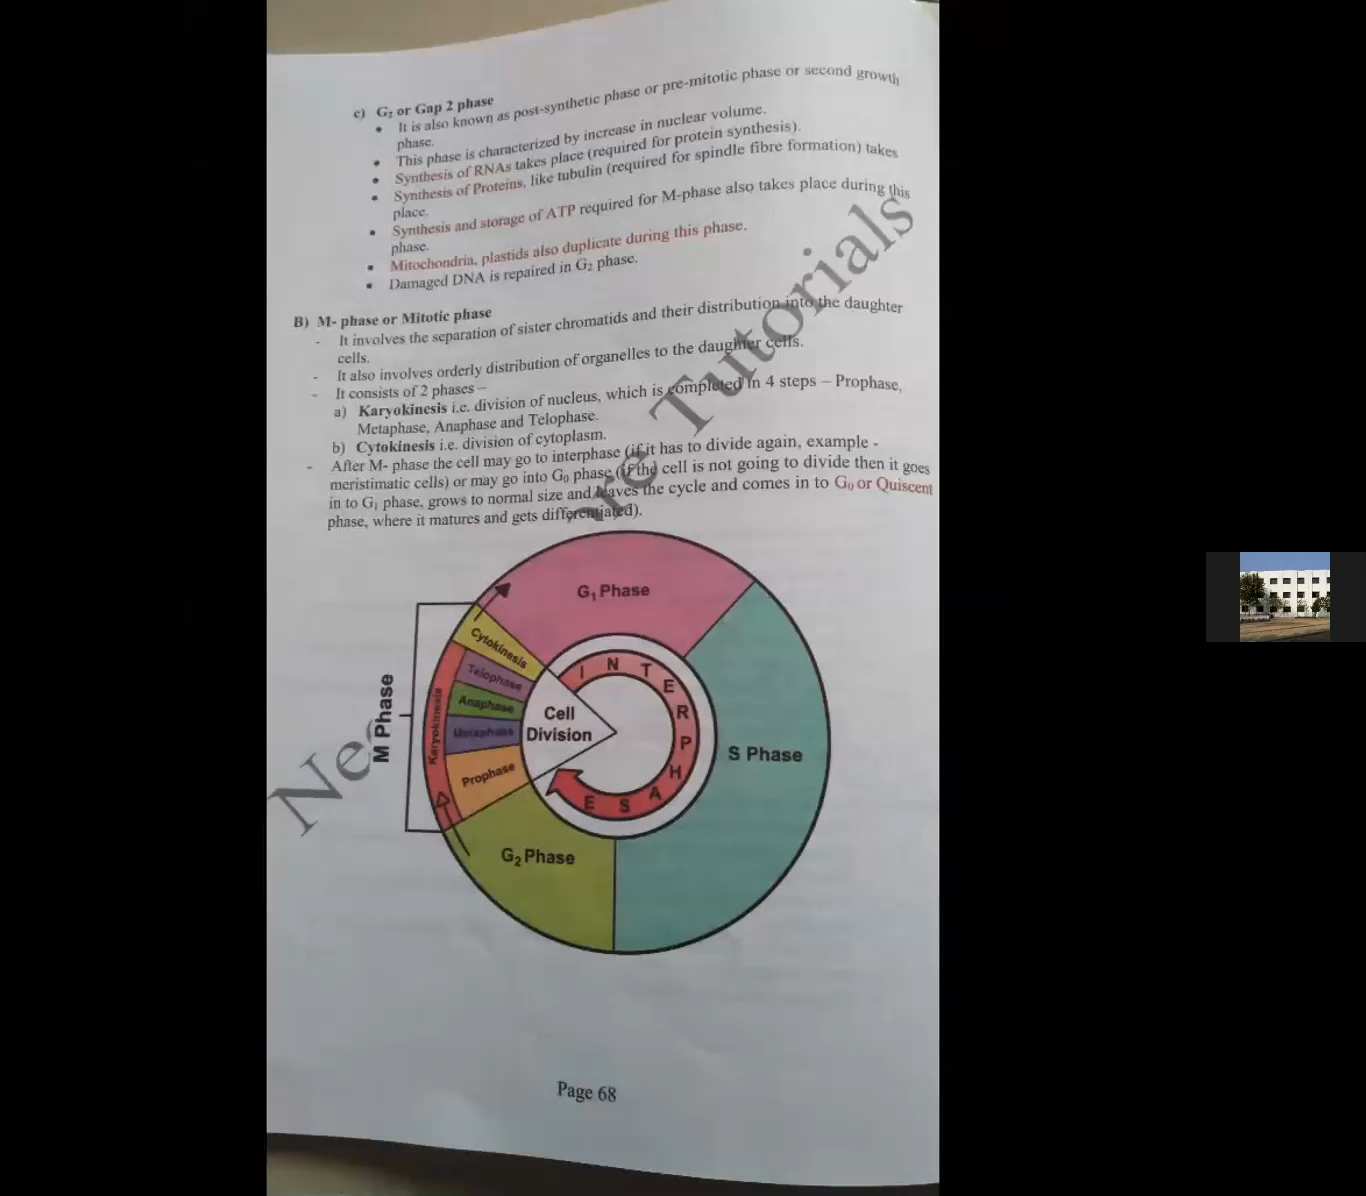 c) G₂ or Gap 2 phase
• It is also known as post-synthetic phase or pre-mitotic phase or second growth
phase.
• This phase is characterized by increase in nuclear volume.
• Synthesis of RNAs takes place (required for protein synthesis).
• Synthesis of Proteins, like tubulin (required for spindle fibre formation) takes
place.
• Synthesis and storage of ATP required for M-phase also takes place during this
phase.
• Mitochondria, plastids also duplicate during this phase.
• Damaged DNA is repaired in G₂ phase.
B) M- phase or Mitotic phase
- It involves the separation of sister chromatids and their distribution into the daughter
cells.
- It also involves orderly distribution of organelles to the daughter cells.
- It consists of 2 phases –
a) Karyokinesis i.e. division of nucleus, which is completed in 4 steps – Prophase,
Metaphase, Anaphase and Telophase.
b) Cytokinesis i.e. division of cytoplasm.
- After M- phase the cell may go to interphase (if it has to divide again, example -
meristimatic cells) or may go into G₀ phase (if the cell is not going to divide then it goes
in to G₁ phase, grows to normal size and leaves the cycle and comes in to G₀ or Quiscent
phase, where it matures and gets differentiated).
G₁ Phase
Cytokinesis
Telophase
Anaphase
Metaphase
Prophase
Karyokinesis
M Phase
Cell
Division
INTERPHASE
S Phase
G₂ Phase
Tutorials
Page 68